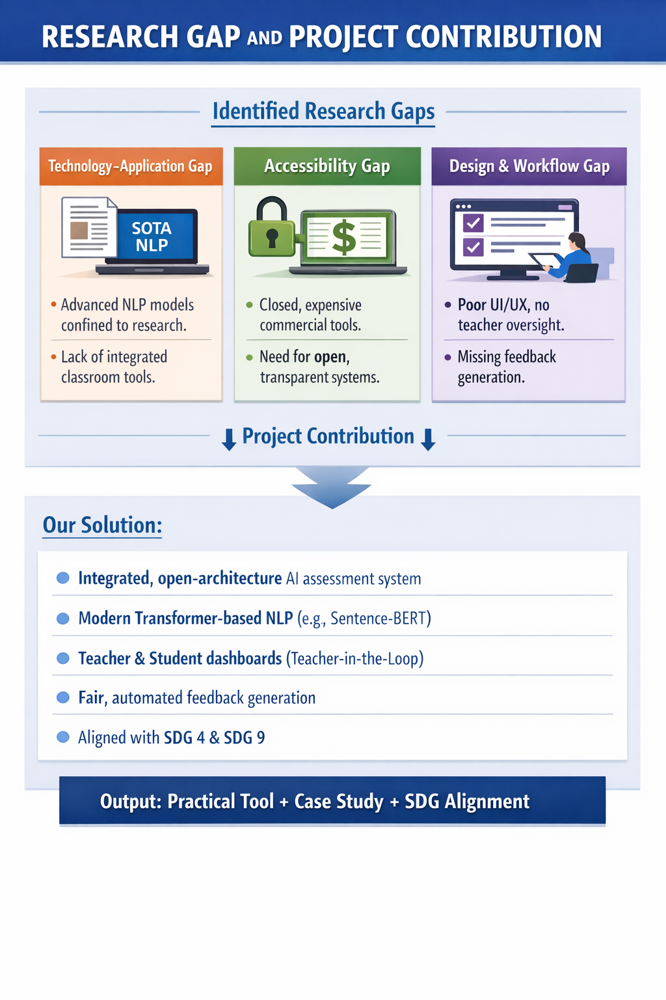 RESEARCH GAP AND PROJECT CONTRIBUTION
Identified Research Gaps
Technology–Application Gap
SOTA
NLP
• Advanced NLP models
confined to research.
• Lack of integrated
classroom tools.
Accessibility Gap
$
• Closed, expensive
commercial tools.
• Need for open,
transparent systems.
Design & Workflow Gap
• Poor UI/UX, no
teacher oversight.
• Missing feedback
generation.
Project Contribution
Our Solution:
Integrated, open-architecture AI assessment system
Modern Transformer-based NLP (e.g., Sentence-BERT)
Teacher & Student dashboards (Teacher-in-the-Loop)
Fair, automated feedback generation
Aligned with SDG 4 & SDG 9
Output: Practical Tool + Case Study + SDG Alignment